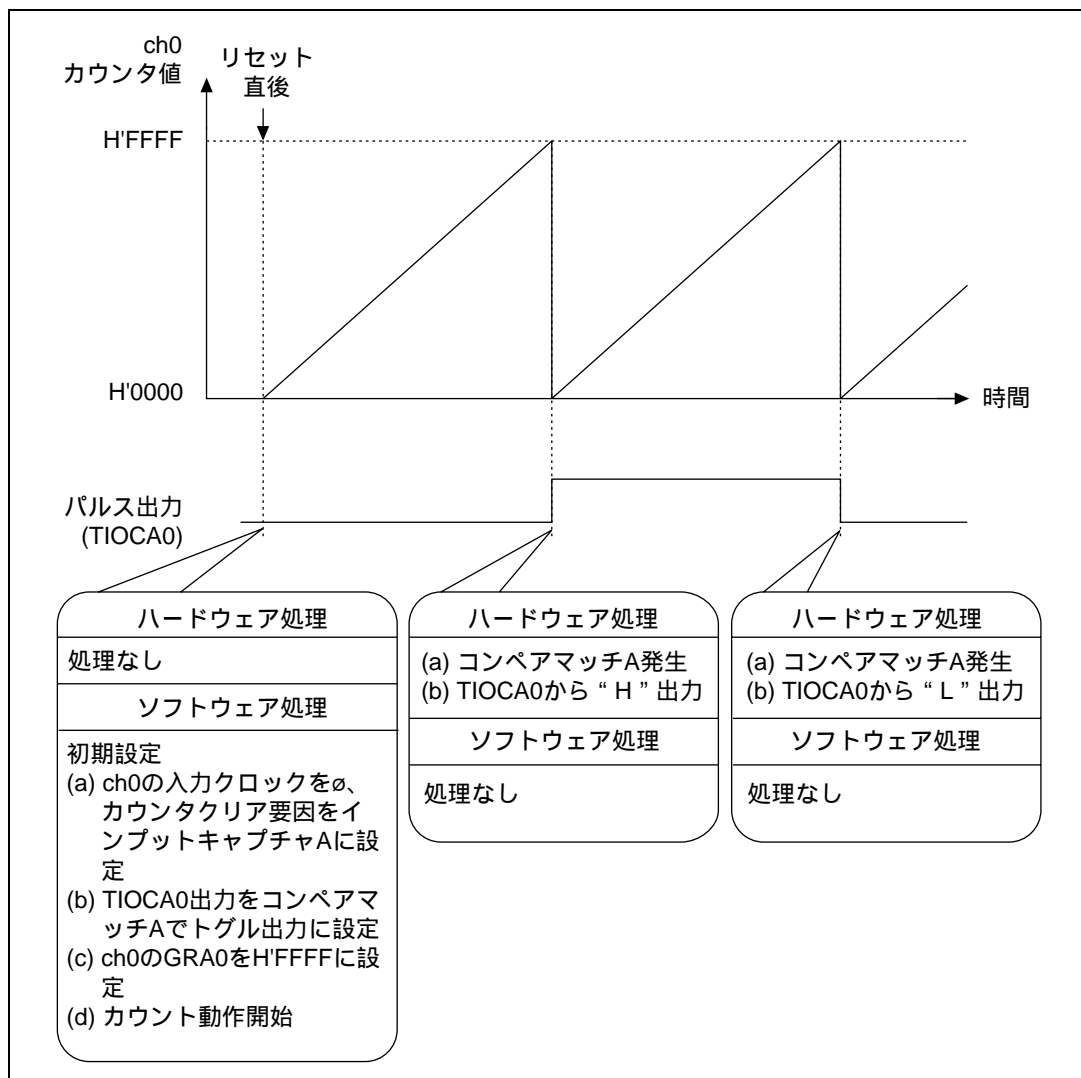 ch0
カウンタ値
リセット
直後
H'FFFF
H'0000
時間
パルス出力
(TIOCA0)
ハードウェア処理
処理なし
ソフトウェア処理
初期設定
(a) ch0の入力クロックをø、
カウンタクリア要因をイ
ンプットキャプチャAに設
定
(b) TIOCA0出力をコンペアマ
ッチAでトグル出力に設定
(c) ch0のGRA0をH'FFFFに設
定
(d) カウント動作開始
ハードウェア処理
(a) コンペアマッチA発生
(b) TIOCA0から“ H ”出力
ソフトウェア処理
処理なし
ハードウェア処理
(a) コンペアマッチA発生
(b) TIOCA0から“ L ”出力
ソフトウェア処理
処理なし